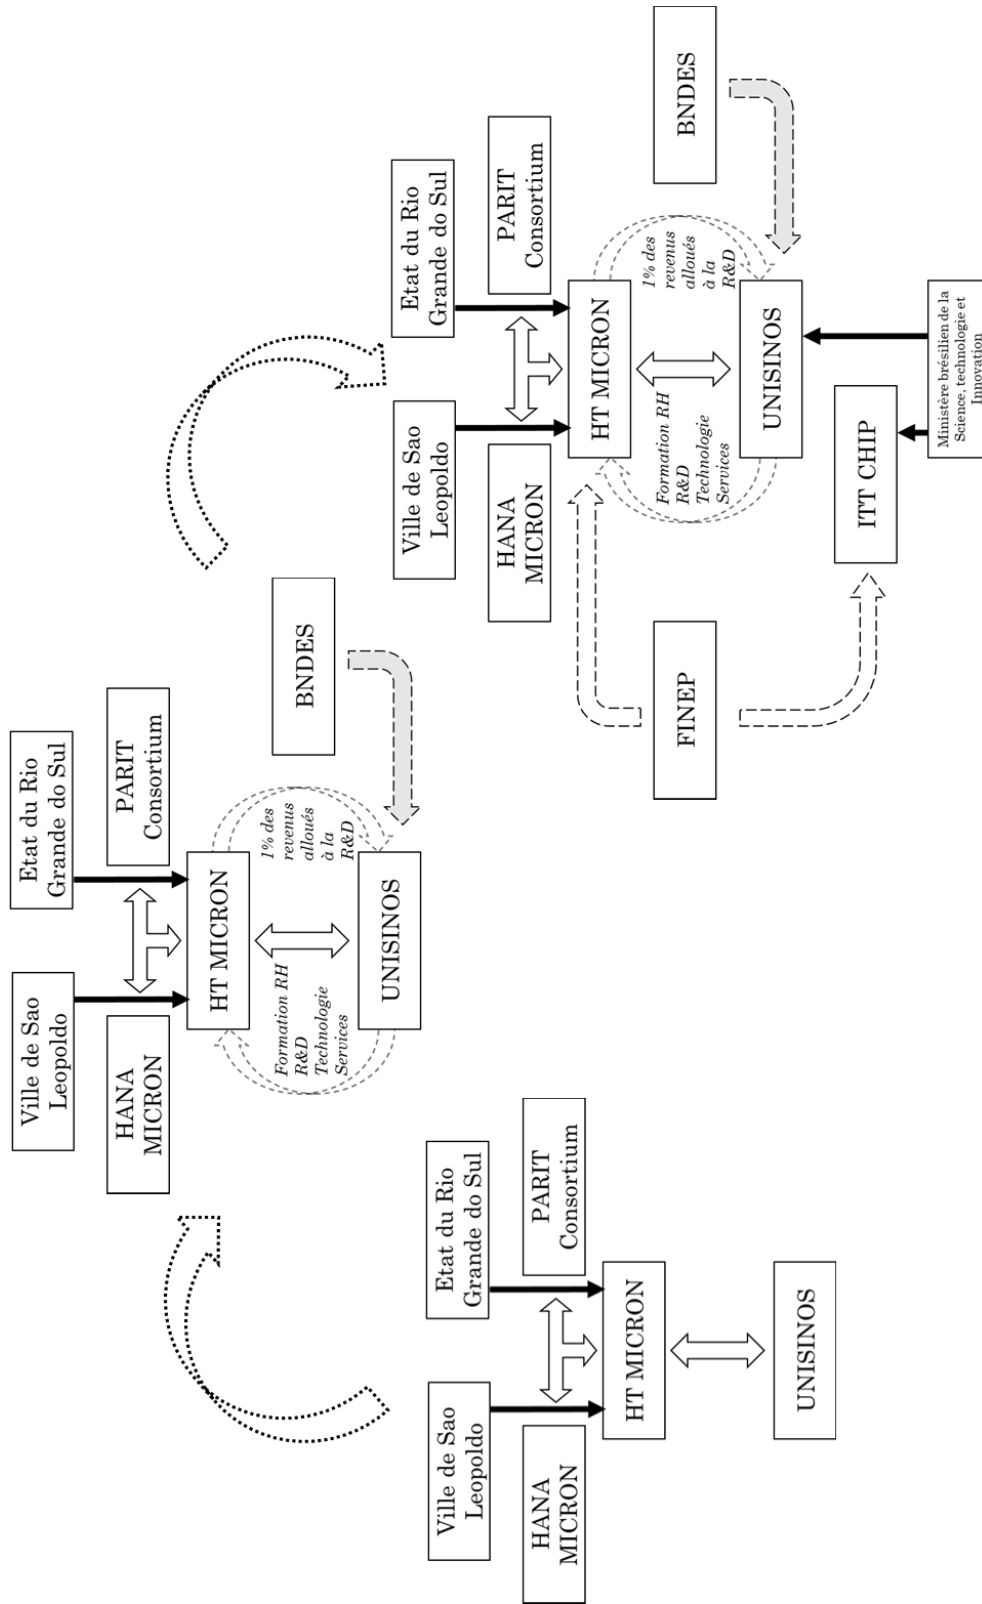 Ville de Sao
Leopoldo
Etat du Rio
Grande do Sul
HANA
MICRON
PARIT
Consortium
HT MICRON
UNISINOS
Ville de Sao
Leopoldo
Etat du Rio
Grande do Sul
HANA
MICRON
PARIT
Consortium
HT MICRON
Formation RH
R&D
Technologie
Services
1% des
revenus
alloués
à la
R&D
BNDES
UNISINOS
Ville de Sao
Leopoldo
Etat du Rio
Grande do Sul
HANA
MICRON
PARIT
Consortium
HT MICRON
Formation RH
R&D
Technologie
Services
1% des
revenus
alloués
à la
R&D
FINEP
BNDES
UNISINOS
ITT CHIP
Ministère brésilien de la
Science, technologie et
Innovation